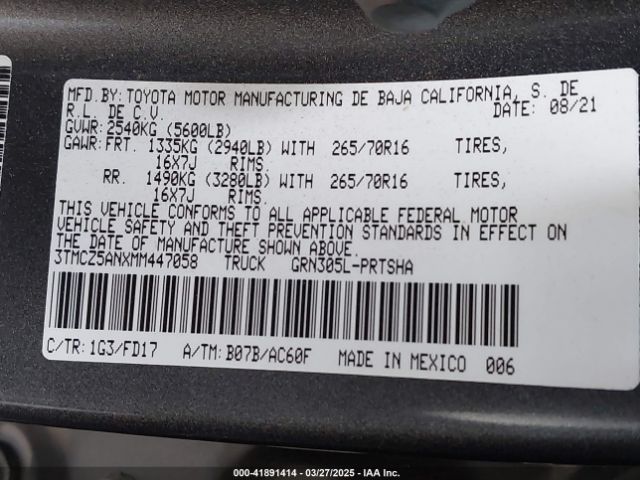 MFD.BY: TOYOTA MOTOR MANUFACTURING DE BAJA CALIFORNIA, S. DE
R.L. DE C.V. DATE: 08/21
GVWR: 2540KG (5600LB)
GAWR: FRT. 1335KG (2940LB) WITH 265/70R16 TIRES,
16X7J RIMS
RR. 1490KG (3280LB) WITH 265/70R16 TIRES,
16X7J RIMS.
THIS VEHICLE CONFORMS TO ALL APPLICABLE FEDERAL MOTOR
VEHICLE SAFETY AND THEFT PREVENTION STANDARDS IN EFFECT ON
THE DATE OF MANUFACTURE SHOWN ABOVE.
3TMCZ5ANXMM447058 TRUCK GRN305L-PRTSHA
C/TR: 1G3/FD17 A/TM: B07B/AC60F MADE IN MEXICO 006
000-41891414 — 03/27/2025 — IAA Inc.